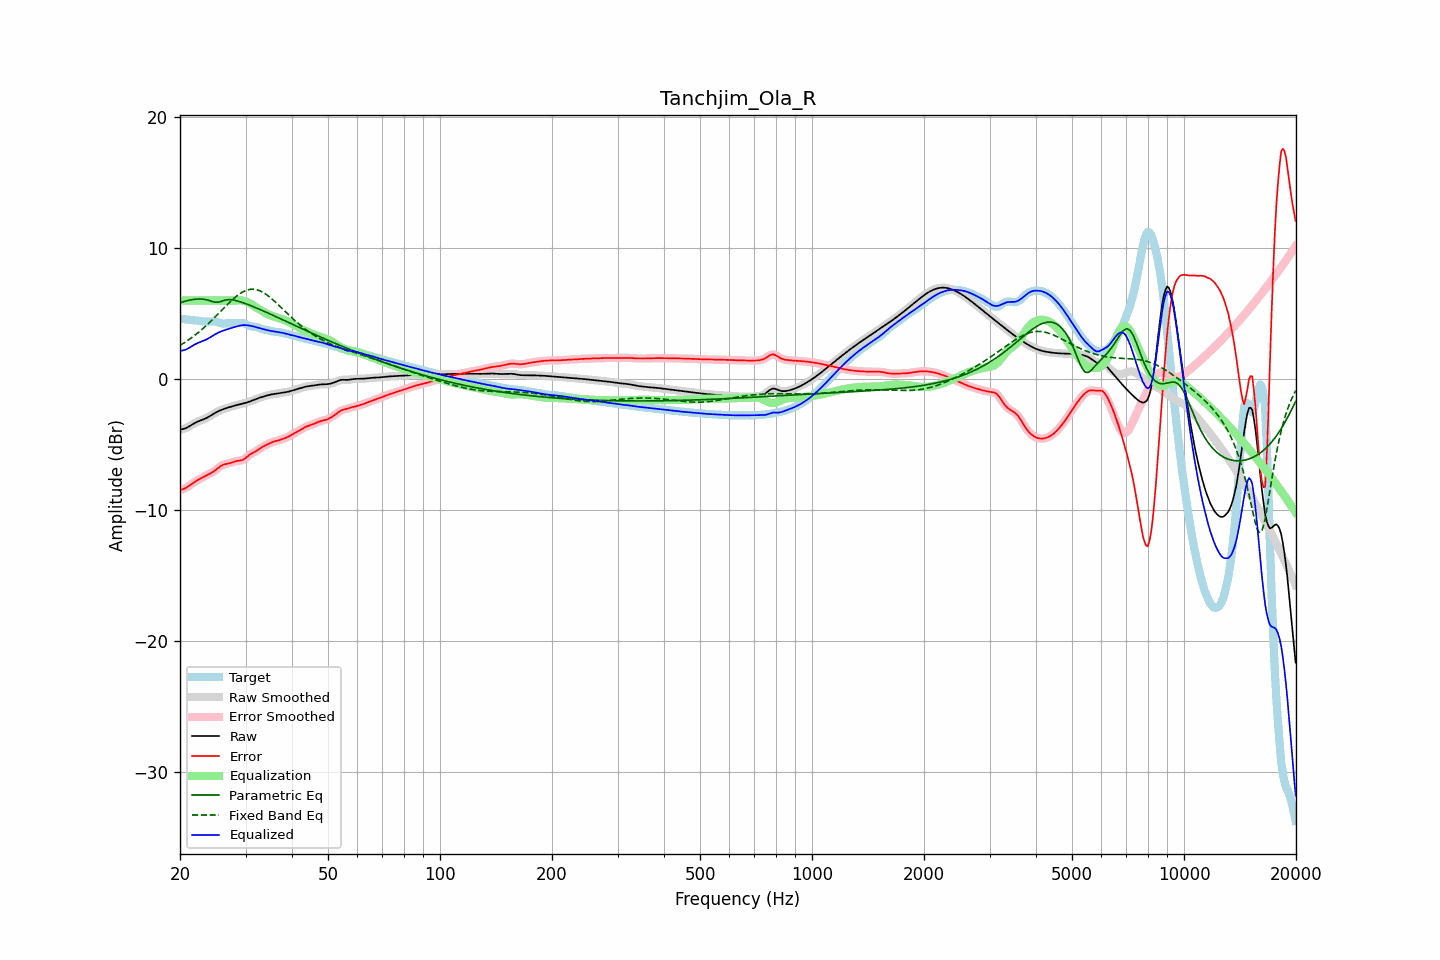 Tanchjim_Ola_R
20
10
0
−10
−20
−30
Amplitude (dBr)
Target
Raw Smoothed
Error Smoothed
Raw
Error
Equalization
Parametric Eq
Fixed Band Eq
Equalized
20 50 100 200 500 1000 2000 5000 10000 20000
Frequency (Hz)